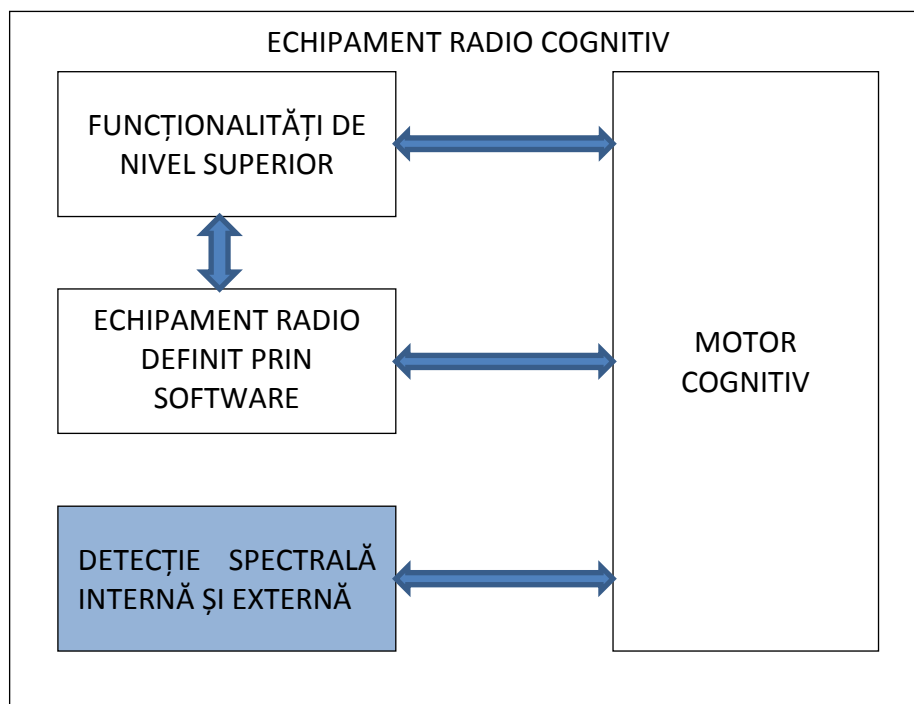 ECHIPAMENT RADIO COGNITIV
FUNCȚIONALITĂȚI DE
NIVEL SUPERIOR
ECHIPAMENT RADIO
DEFINIT PRIN
SOFTWARE
MOTOR
COGNITIV
DETECȚIE SPECTRALĂ
INTERNĂ ȘI EXTERNĂ